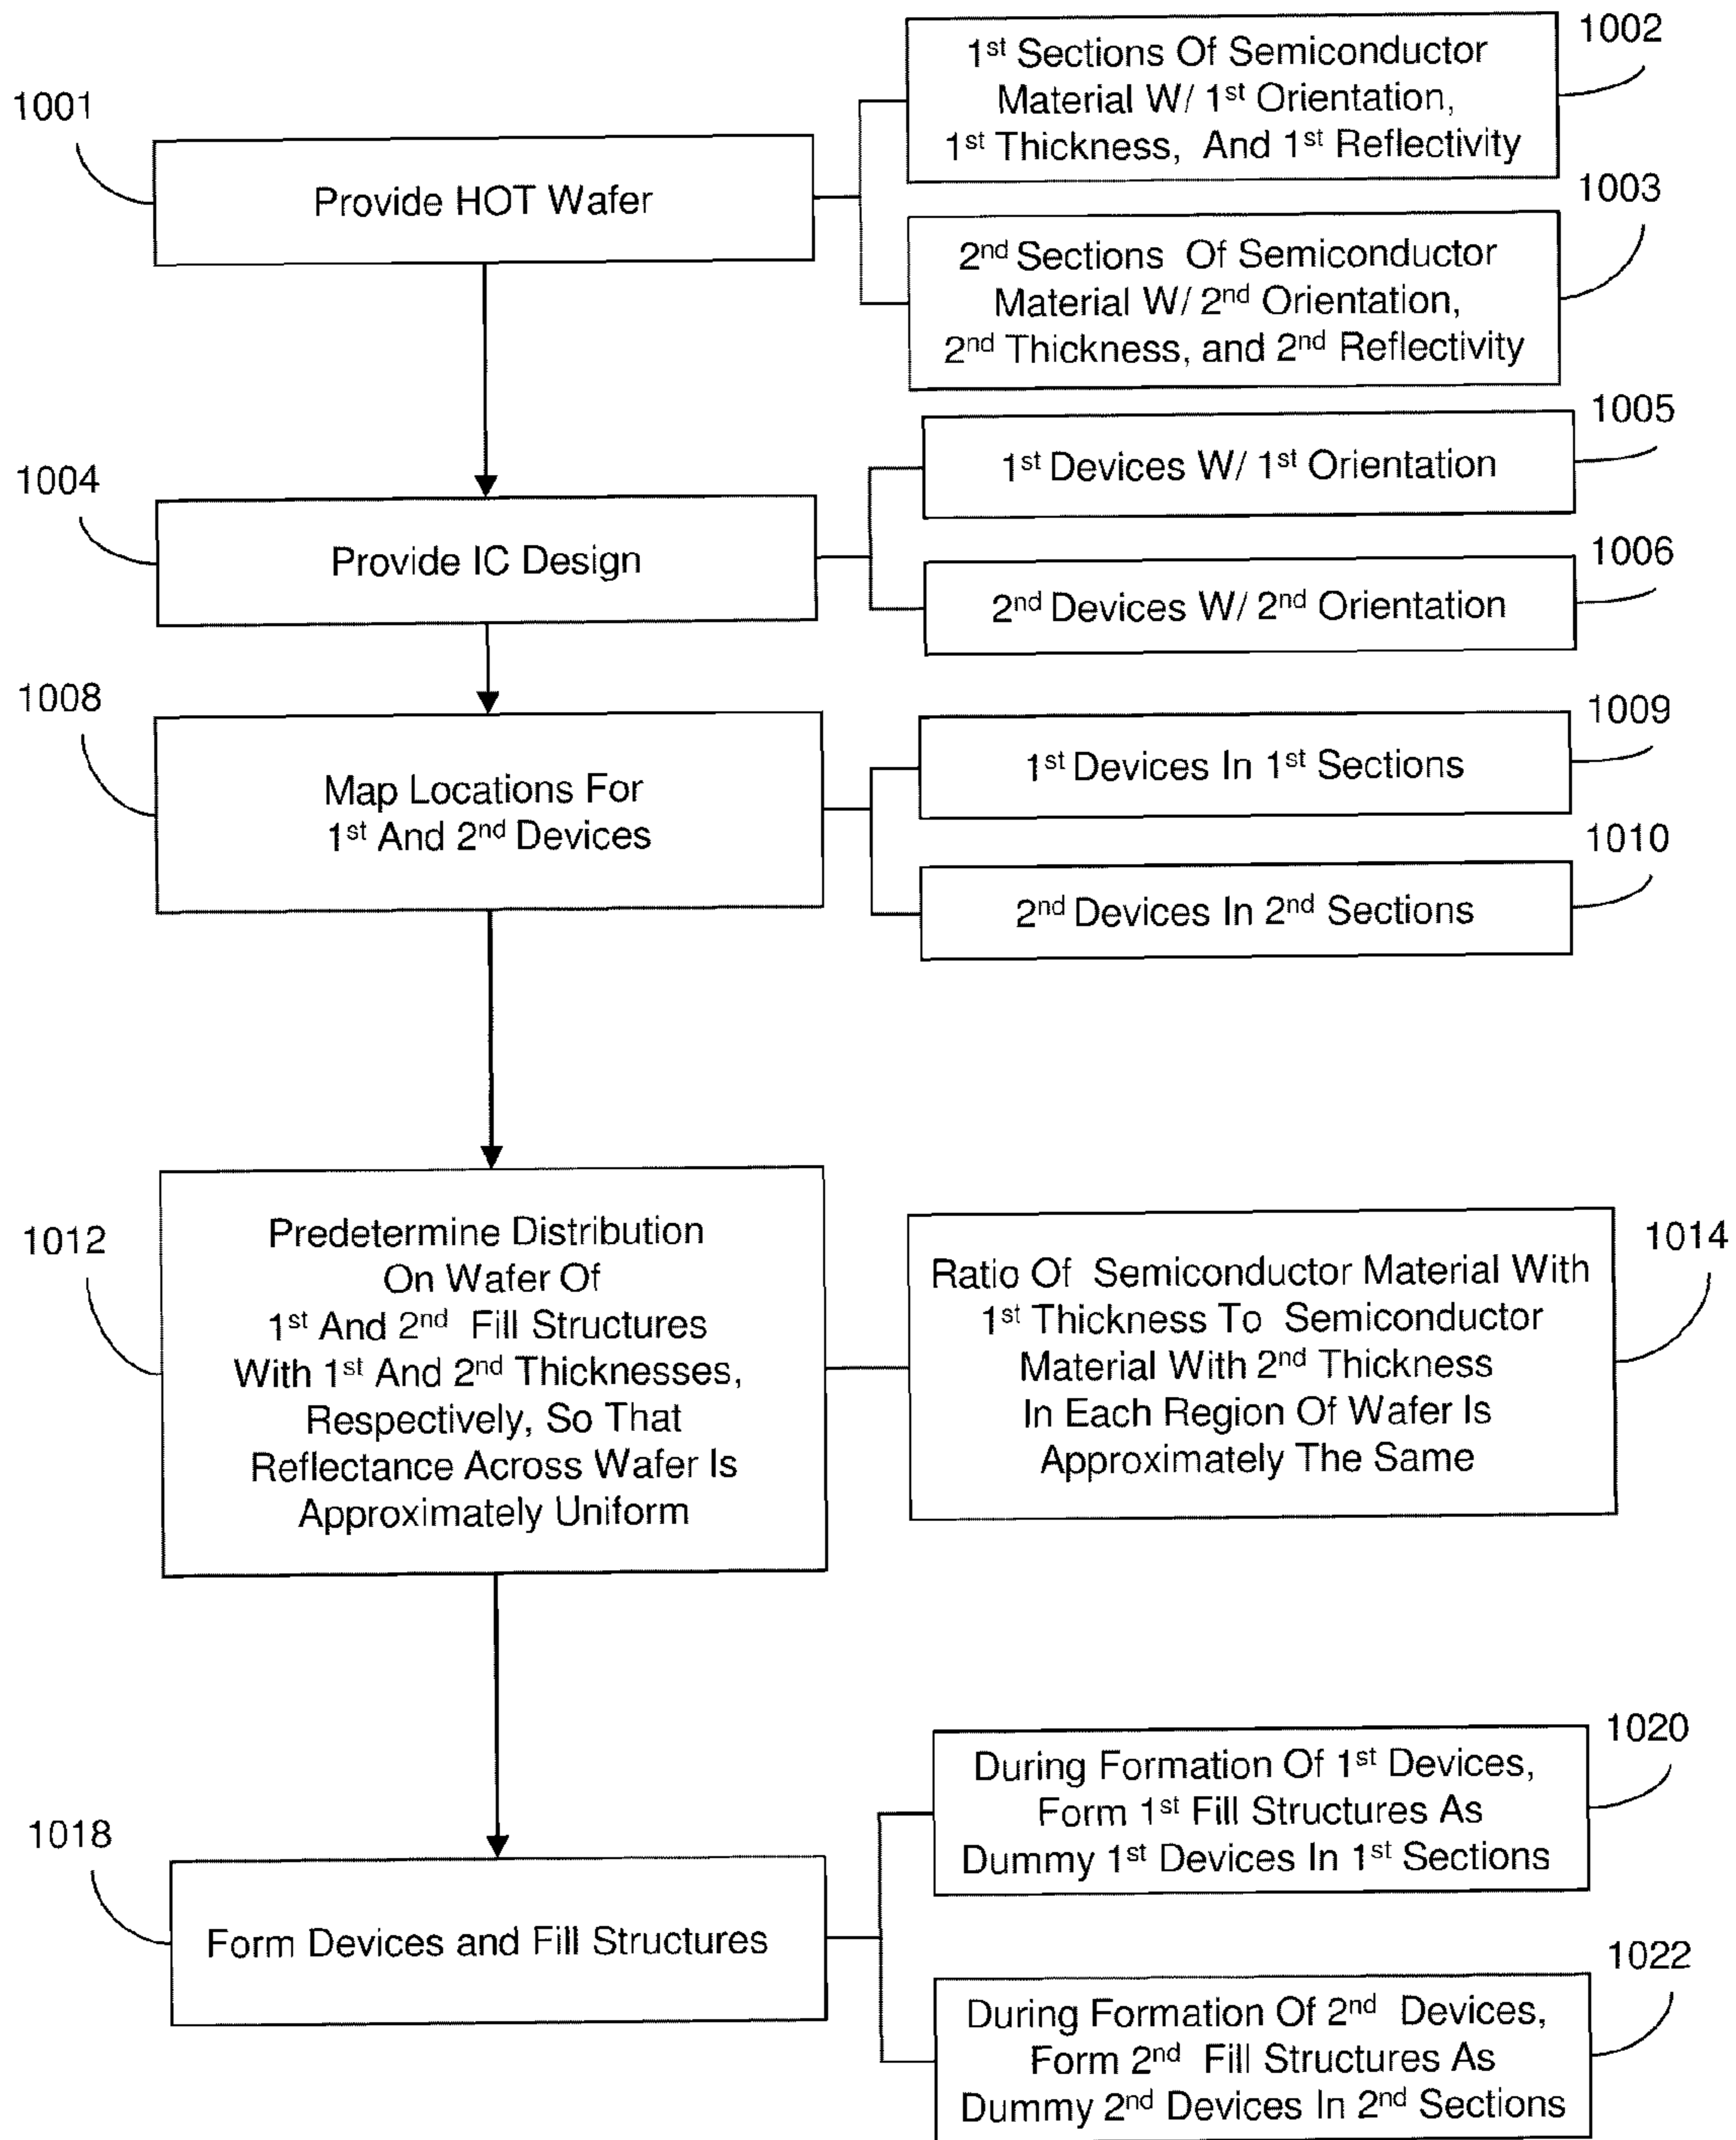 1002
1st Sections Of Semiconductor
Material W/ 1st Orientation,
1st Thickness, And 1st Reflectivity
1001
Provide HOT Wafer
1003
2nd Sections Of Semiconductor
Material W/ 2nd Orientation,
2nd Thickness, and 2nd Reflectivity
1005
1st Devices W/ 1st Orientation
1004
Provide IC Design
1006
2nd Devices W/ 2nd Orientation
1008
Map Locations For
1st And 2nd Devices
1009
1st Devices In 1st Sections
1010
2nd Devices In 2nd Sections
1012
Predetermine Distribution
On Wafer Of
1st And 2nd Fill Structures
With 1st And 2nd Thicknesses,
Respectively, So That
Reflectance Across Wafer Is
Approximately Uniform
1014
Ratio Of Semiconductor Material With
1st Thickness To Semiconductor
Material With 2nd Thickness
In Each Region Of Wafer Is
Approximately The Same
1018
Form Devices and Fill Structures
1020
During Formation Of 1st Devices,
Form 1st Fill Structures As
Dummy 1st Devices In 1st Sections
1022
During Formation Of 2nd Devices,
Form 2nd Fill Structures As
Dummy 2nd Devices In 2nd Sections